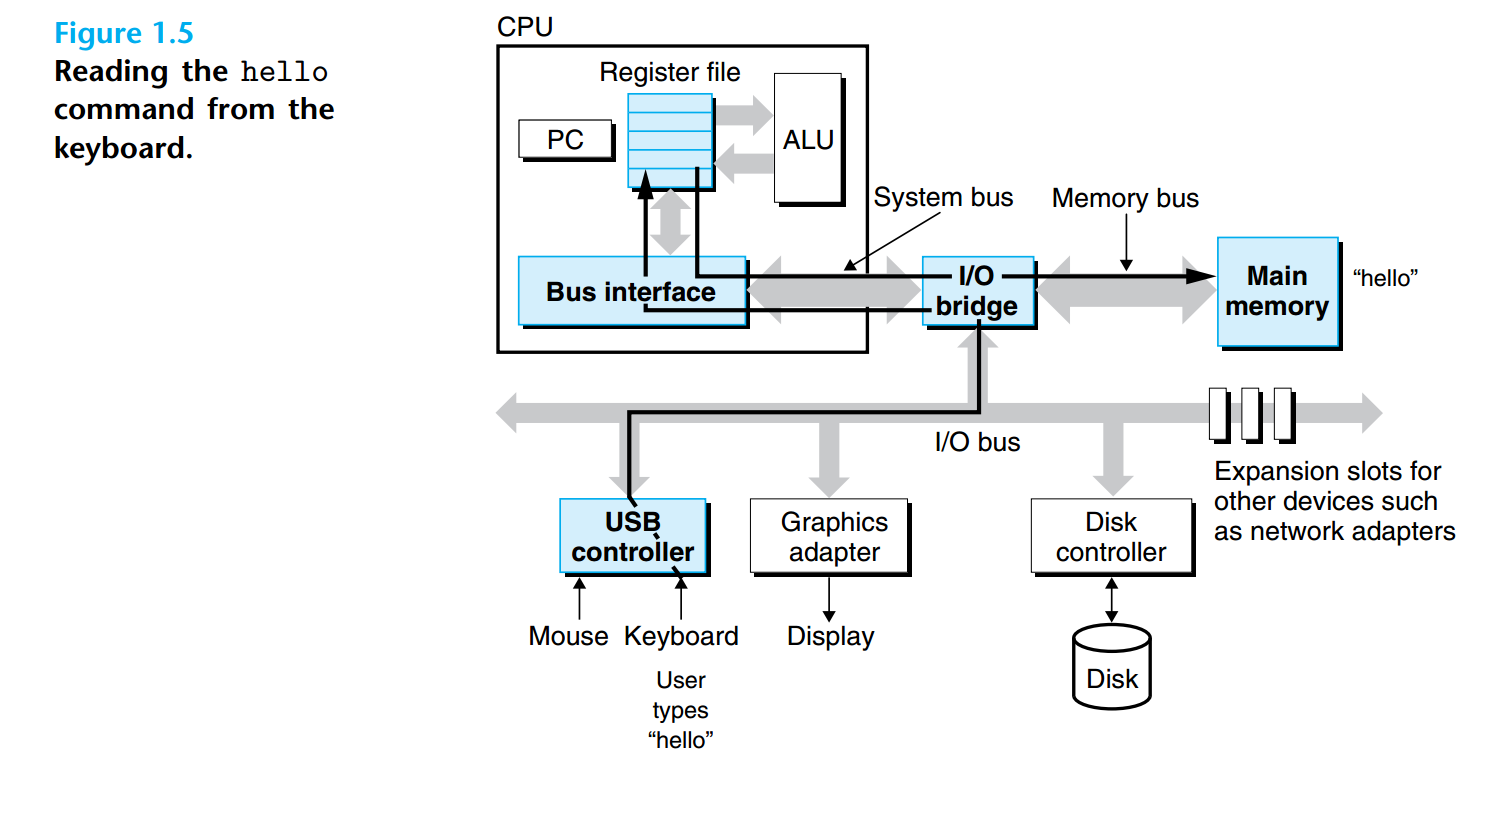 Figure 1.5
Reading the hello
command from the
keyboard.
CPU
Register file
PC
ALU
System bus
Memory bus
Bus interface
I/O
bridge
Main
memory
“hello”
I/O bus
Expansion slots for
other devices such
as network adapters
USB
controller
Graphics
adapter
Disk
controller
Mouse
Keyboard
Display
User
types
“hello”
Disk